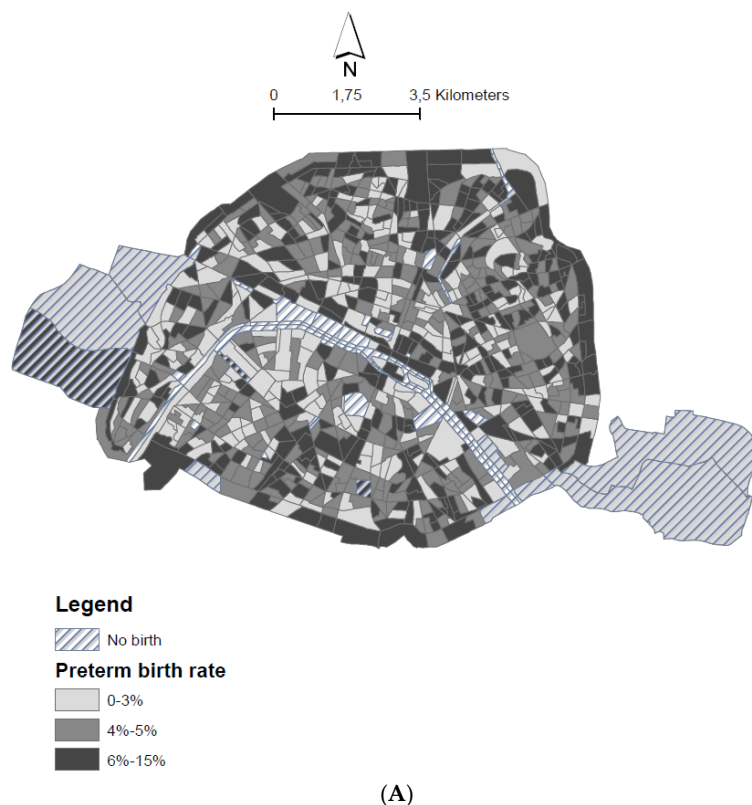 N
0 1,75 3,5 Kilometers
Legend
No birth
Preterm birth rate
0-3%
4%-5%
6%-15%
(A)